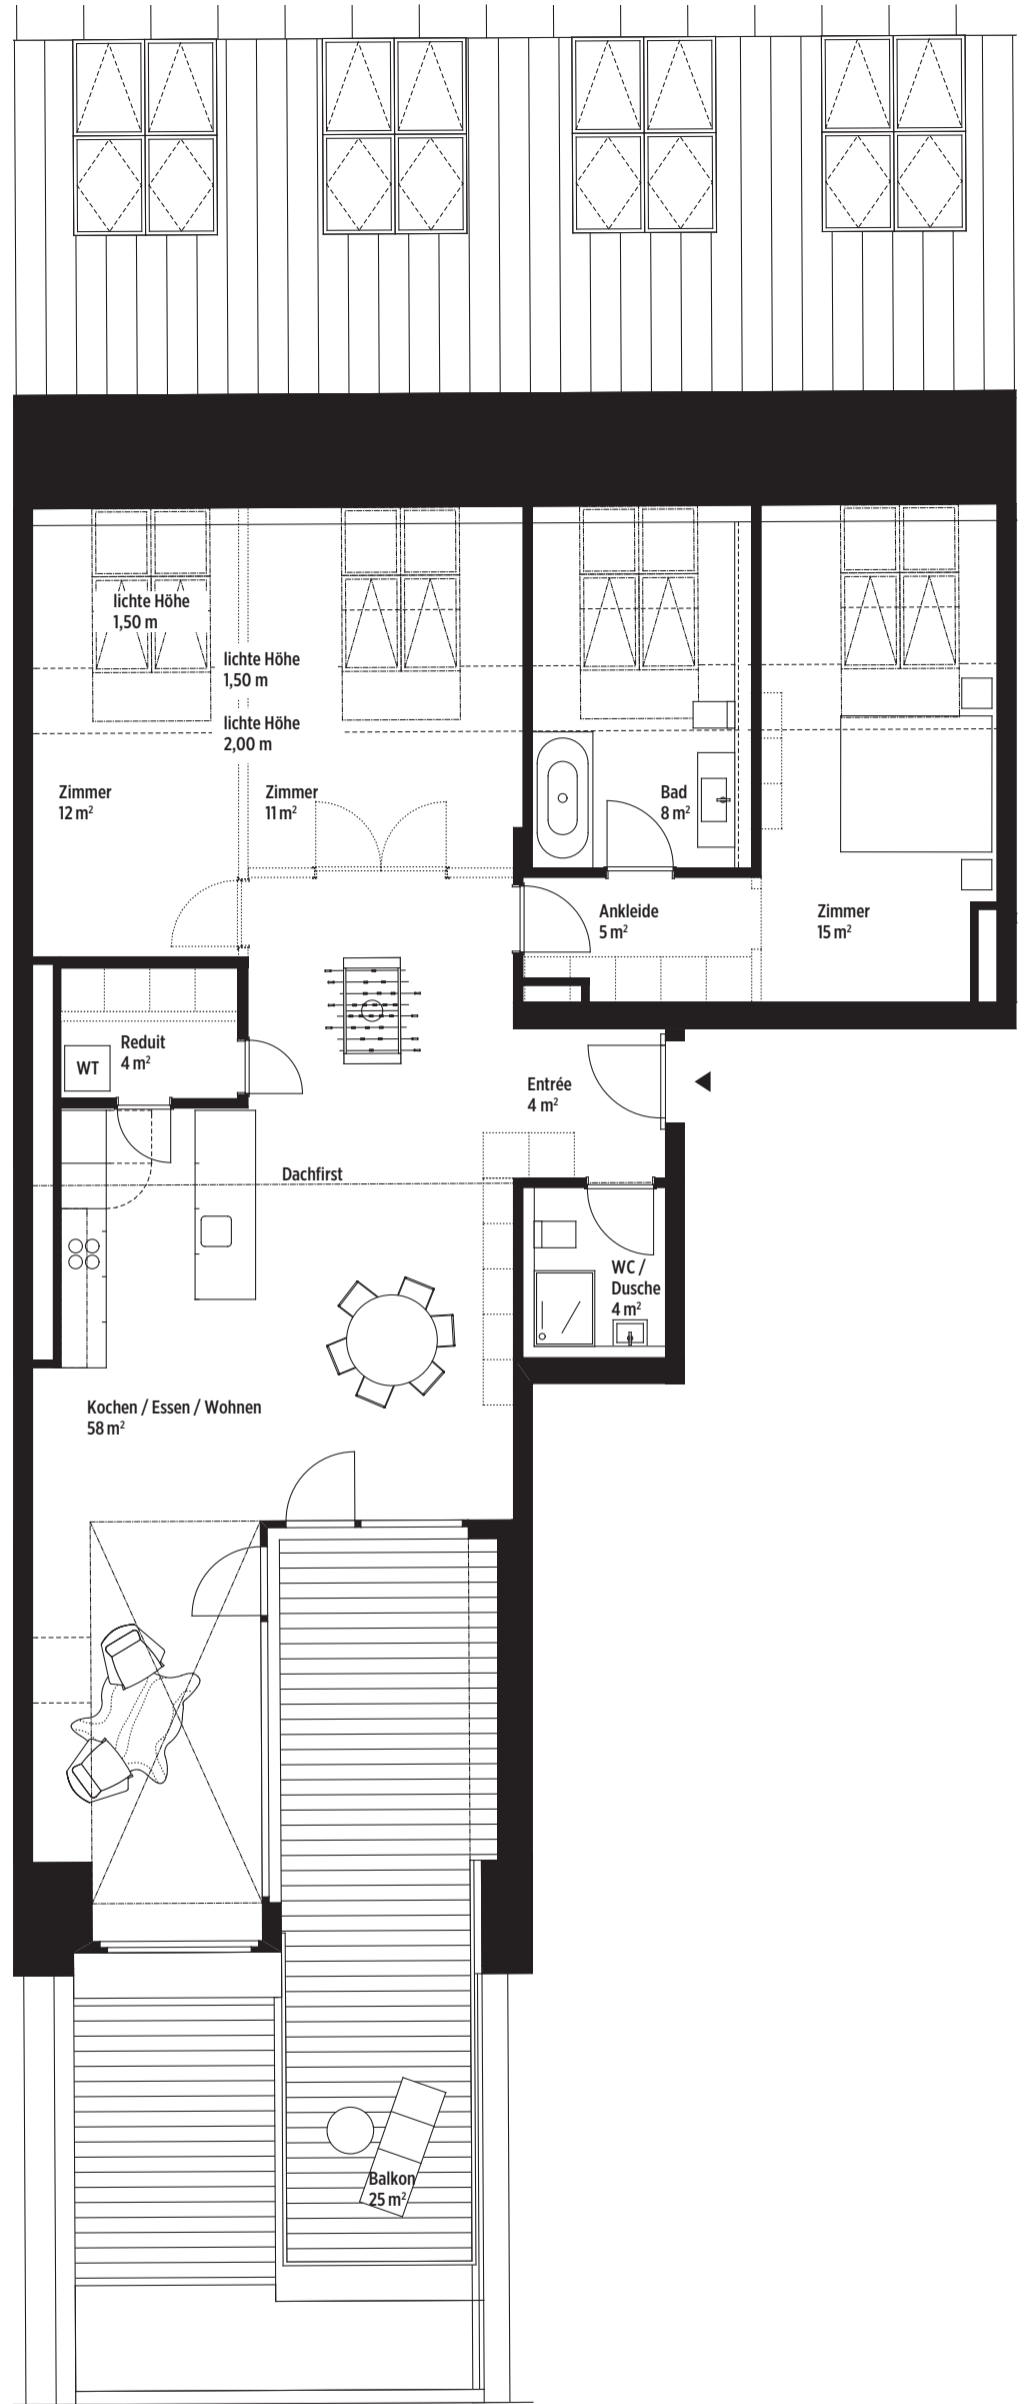 lichte Höhe
1,50 m
lichte Höhe
1,50 m
lichte Höhe
2,00 m
Zimmer
12 m²
Zimmer
11 m²
Bad
8 m²
Ankleide
5 m²
Zimmer
15 m²
Reduit
4 m²
WT
Entrée
4 m²
Dachfirst
WC /
Dusche
4 m²
Kochen / Essen / Wohnen
58 m²
Balkon
25 m²